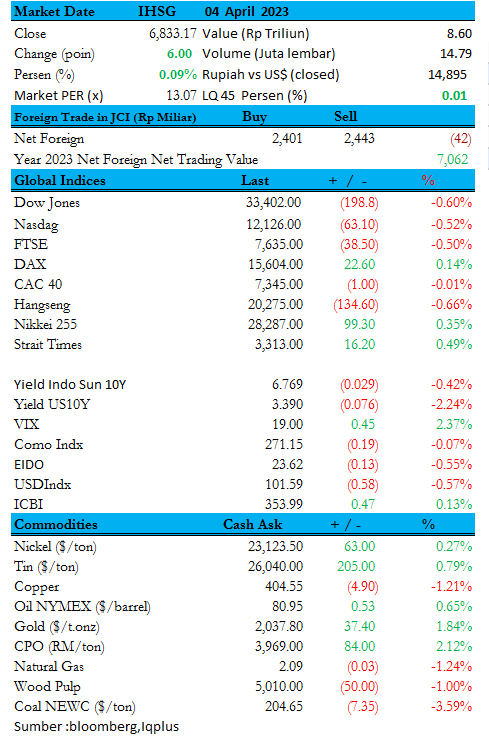 Market Date IHSG 04 April 2023
Close 6,833.17 Value (Rp Triliun) 8.60
Change (poin) 6.00 Volume (Juta lembar) 14.79
Persen (%) 0.09% Rupiah vs US$ (closed) 14,895
Market PER (x) 13.07 LQ 45 Persen (%) 0.01
Foreign Trade in JCI (Rp Miliar) Buy Sell
Net Foreign 2,401 2,443 (42)
Year 2023 Net Foreign Net Trading Value 7,062
Global Indices Last + / - %
Dow Jones 33,402.00 (198.8) -0.60%
Nasdag 12,126.00 (63.10) -0.52%
FTSE 7,635.00 (38.50) -0.50%
DAX 15,604.00 22.60 0.14%
CAC 40 7,345.00 (1.00) -0.01%
Hangseng 20,275.00 (134.60) -0.66%
Nikkei 255 28,287.00 99.30 0.35%
Strait Times 3,313.00 16.20 0.49%
Yield Indo Sun 10Y 6.769 (0.029) -0.42%
Yield US10Y 3.390 (0.076) -2.24%
VIX 19.00 0.45 2.37%
Como Indx 271.15 (0.19) -0.07%
EIDO 23.62 (0.13) -0.55%
USDIndx 101.59 (0.58) -0.57%
ICBI 353.99 0.47 0.13%
Commodities Cash Ask + / - %
Nickel ($/ton) 23,123.50 63.00 0.27%
Tin ($/ton) 26,040.00 205.00 0.79%
Copper 404.55 (4.90) -1.21%
Oil NYMEX ($/barrel) 80.95 0.53 0.65%
Gold ($/t.onz) 2,037.80 37.40 1.84%
CPO (RM/ton) 3,969.00 84.00 2.12%
Natural Gas 2.09 (0.03) -1.24%
Wood Pulp 5,010.00 (50.00) -1.00%
Coal NEWC ($/ton) 204.65 (7.35) -3.59%
Sumber :bloomberg,Iqplus